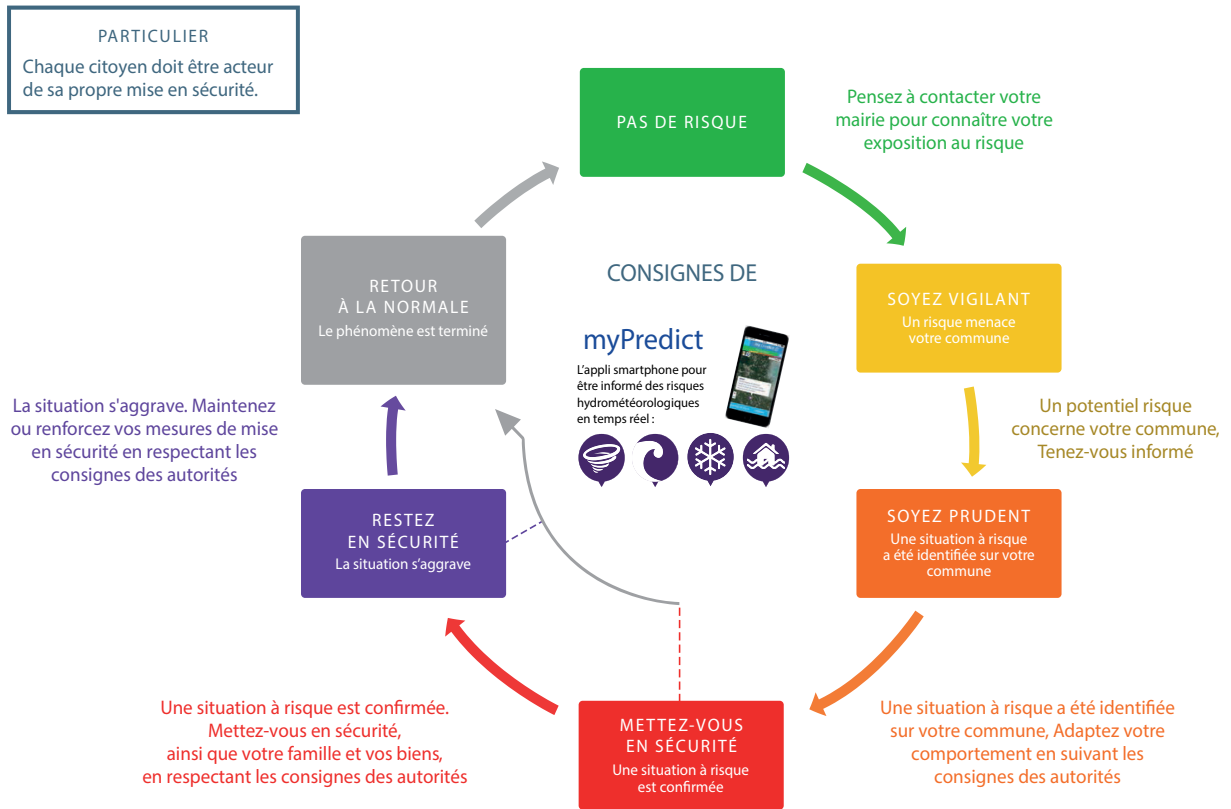 PARTICULIER
Chaque citoyen doit être acteur
de sa propre mise en sécurité.
PAS DE RISQUE
Pensez à contacter votre
mairie pour connaître votre
exposition au risque
RETOUR
À LA NORMALE
Le phénomène est terminé
CONSIGNES DE
SOYEZ VIGILANT
Un risque menace
votre commune
myPredict
L'appli smartphone pour
être informé des risques
hydrométéorologiques
en temps réel :
La situation s'aggrave. Maintenez
ou renforcez vos mesures de mise
en sécurité en respectant les
consignes des autorités
Un potentiel risque
concerne votre commune,
Tenez-vous informé
RESTEZ
EN SÉCURITÉ
La situation s'aggrave
SOYEZ PRUDENT
Une situation à risque
a été identifiée sur votre
commune
Une situation à risque est confirmée.
Mettez-vous en sécurité,
ainsi que votre famille et vos biens,
en respectant les consignes des autorités
METTEZ-VOUS
EN SÉCURITÉ
Une situation à risque
est confirmée
Une situation à risque a été identifiée
sur votre commune, Adaptez votre
comportement en suivant les
consignes des autorités